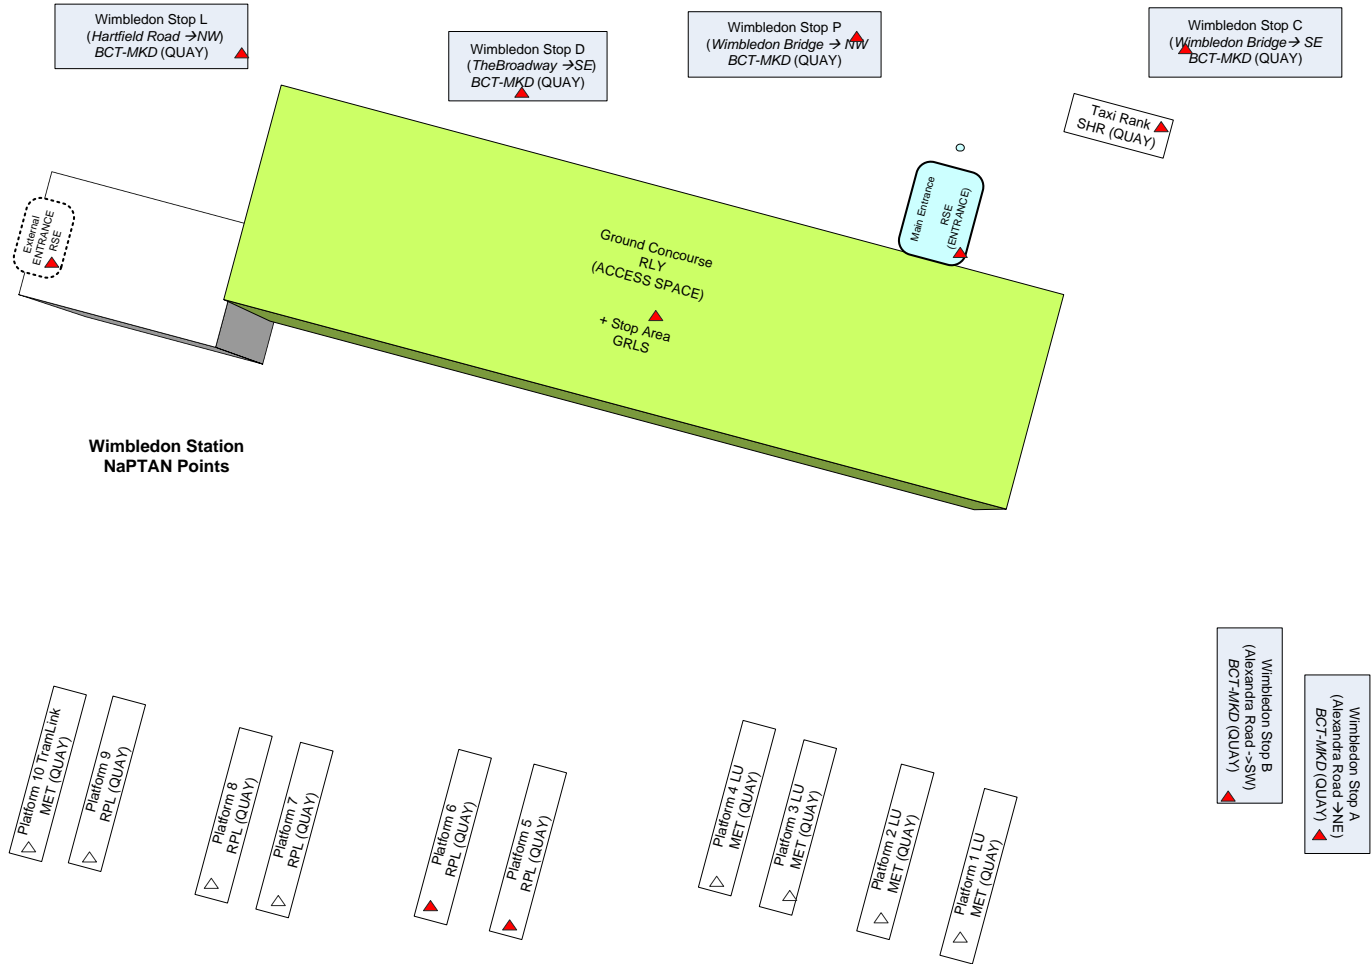 Wimbledon Stop L
(Hartfield Road →NW)
BCT-MKD (QUAY)
Wimbledon Stop D
(TheBroadway →SE)
BCT-MKD (QUAY)
Wimbledon Stop P
(Wimbledon Bridge → NW
BCT-MKD (QUAY)
Wimbledon Stop C
(Wimbledon Bridge→ SE
BCT-MKD (QUAY)
Taxi Rank
SHR (QUAY)
External
ENTRANCE
RSE
Main Entrance
RSE
(ENTRANCE)
Ground Concourse
RLY
(ACCESS SPACE)
+ Stop Area
GRLS
Wimbledon Station
NaPTAN Points
Wimbledon Stop B
(Alexandra Road ->SW)
BCT-MKD (QUAY)
Wimbledon Stop A
(Alexandra Road →NE)
BCT-MKD (QUAY)
Platform 10 TramLink
MET (QUAY)
Platform 9
RPL (QUAY)
Platform 8
RPL (QUAY)
Platform 7
RPL (QUAY)
Platform 6
RPL (QUAY)
Platform 5
RPL (QUAY)
Platform 4 LU
MET (QUAY)
Platform 3 LU
MET (QUAY)
Platform 2 LU
MET (QUAY)
Platform 1 LU
MET (QUAY)